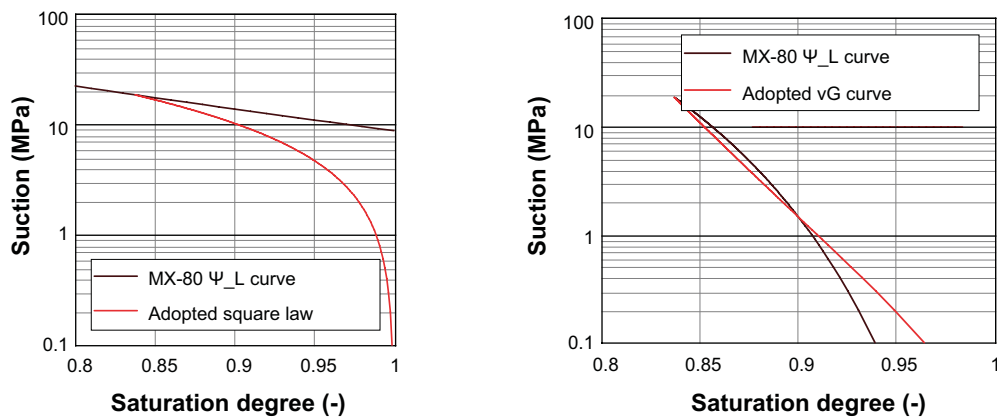 100
10
1
0.1
Suction (MPa)
MX-80 Ψ_L curve
Adopted square law
0.8 0.85 0.9 0.95 1
Saturation degree (-)
100
10
1
0.1
Suction (MPa)
MX-80 Ψ_L curve
Adopted vG curve
0.8 0.85 0.9 0.95 1
Saturation degree (-)